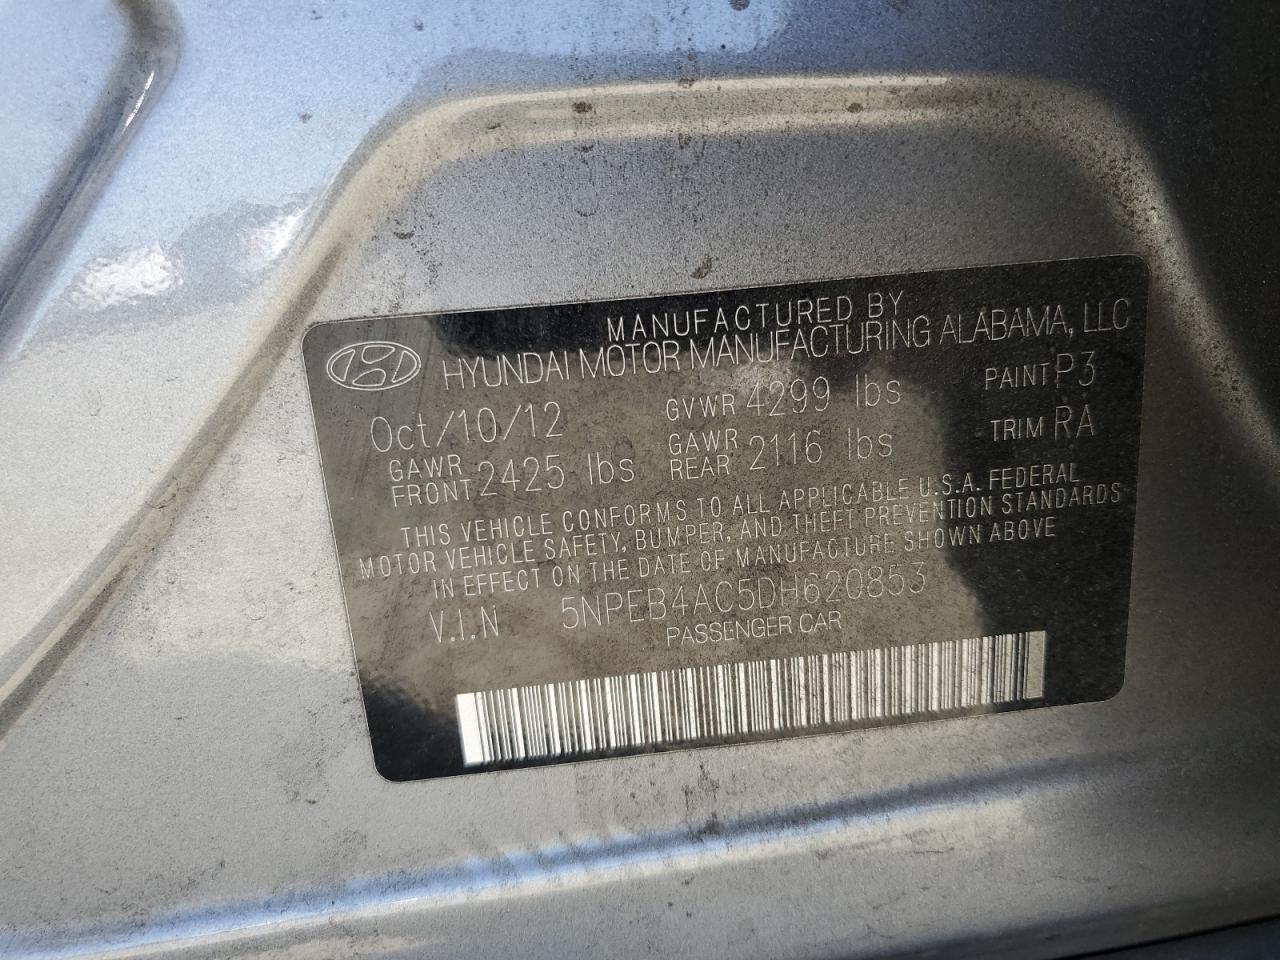 MANUFACTURED BY
HYUNDAI MOTOR MANUFACTURING ALABAMA, LLC
Oct/10/12 GVWR 4299 lbs PAINT P3
GAWR FRONT 2425 lbs GAWR REAR 2116 lbs TRIM RA
THIS VEHICLE CONFORMS TO ALL APPLICABLE U.S.A. FEDERAL
MOTOR VEHICLE SAFETY, BUMPER, AND THEFT PREVENTION STANDARDS
IN EFFECT ON THE DATE OF MANUFACTURE SHOWN ABOVE
V.I.N 5NPEB4AC5DH620853
PASSENGER CAR